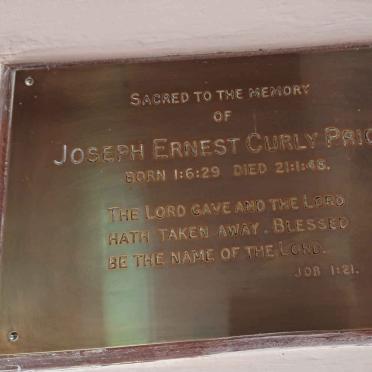 SACRED TO THE MEMORY
OF
JOSEPH ERNEST CURLY
BORN 1:6:29 DIED 21:1:48.
THE LORD GAVE AND THE LORD
HATH TAKEN AWAY. BLESSED
BE THE NAME OF THE LORD.
JOB 1:21.